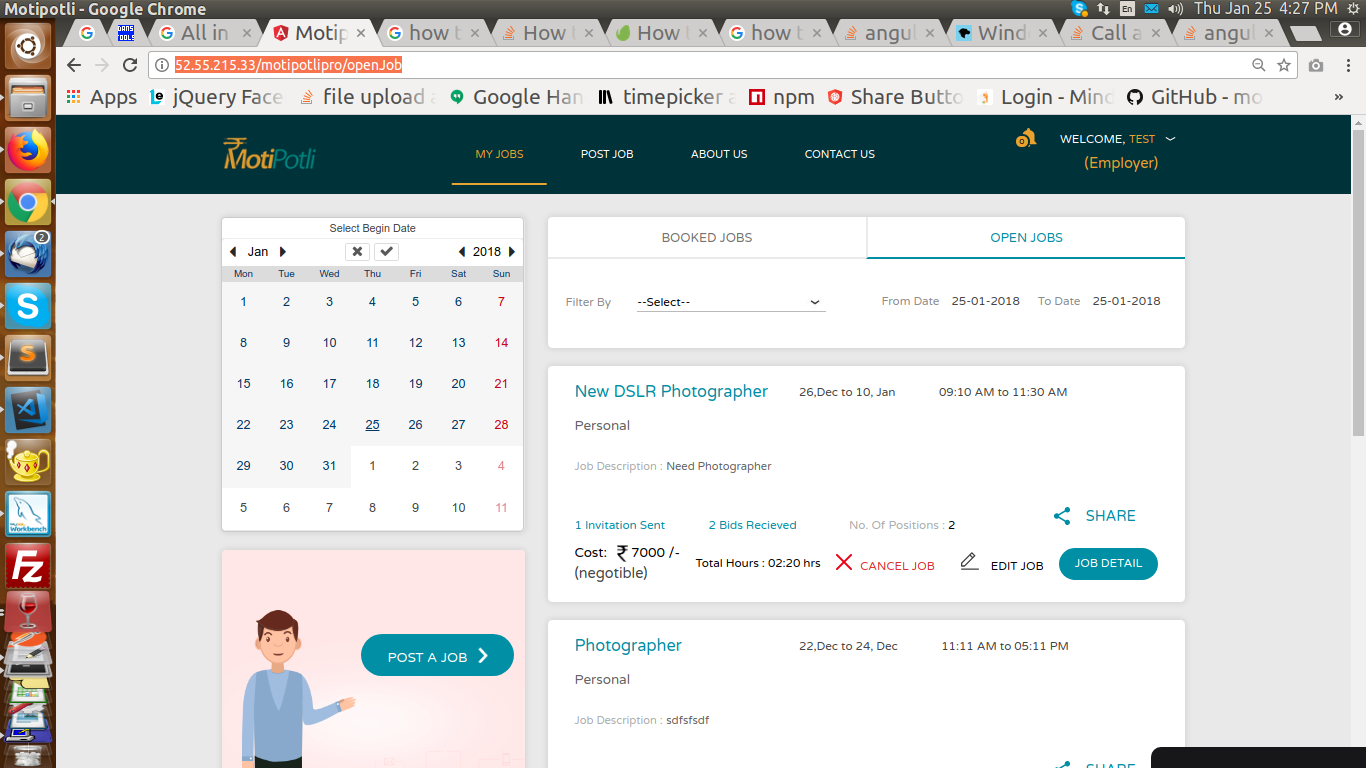 Motipotli - Google Chrome
En
Thu Jan 25 4:27 PM
DANS TOOLS
All in
Motip
how t
How t
How t
how t
angul
Wind
Call a
angul
52.55.215.33/motipotlipro/openJob
Apps
jQuery Face
file upload a
Google Han
timepicker a
npm
Share Butto
Login - Mind
GitHub - mo
»
MotiPotli
MY JOBS
POST JOB
ABOUT US
CONTACT US
0
WELCOME, TEST
(Employer)
Select Begin Date
Jan
2018
Mon Tue Wed Thu Fri Sat Sun
1 2 3 4 5 6 7
8 9 10 11 12 13 14
15 16 17 18 19 20 21
22 23 24 25 26 27 28
29 30 31 1 2 3 4
5 6 7 8 9 10 11
POST A JOB
BOOKED JOBS
OPEN JOBS
Filter By --Select--
From Date 25-01-2018 To Date 25-01-2018
New DSLR Photographer 26,Dec to 10, Jan 09:10 AM to 11:30 AM
Personal
Job Description : Need Photographer
SHARE
1 Invitation Sent 2 Bids Recieved No. Of Positions : 2
Cost: ₹ 7000 /-
(negotible)
Total Hours : 02:20 hrs
CANCEL JOB
EDIT JOB
JOB DETAIL
Photographer 22,Dec to 24, Dec 11:11 AM to 05:11 PM
Personal
Job Description : sdfsfsdf
SHARE
2
Workbench
Fz